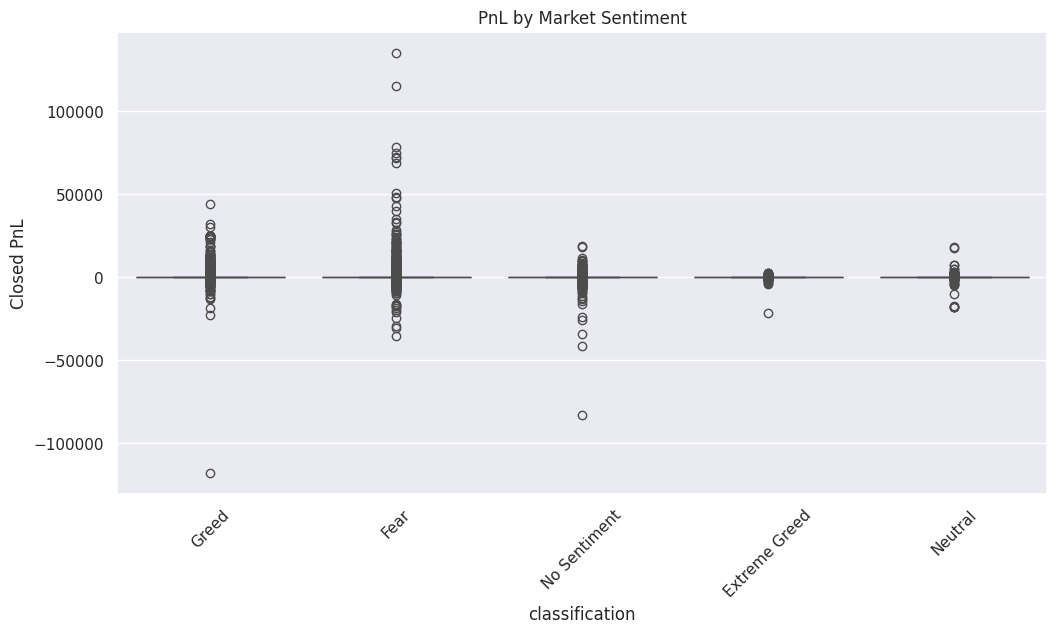 PnL by Market Sentiment
Closed PnL
100000
50000
0
−50000
−100000
Greed
Fear
No Sentiment
Extreme Greed
Neutral
classification